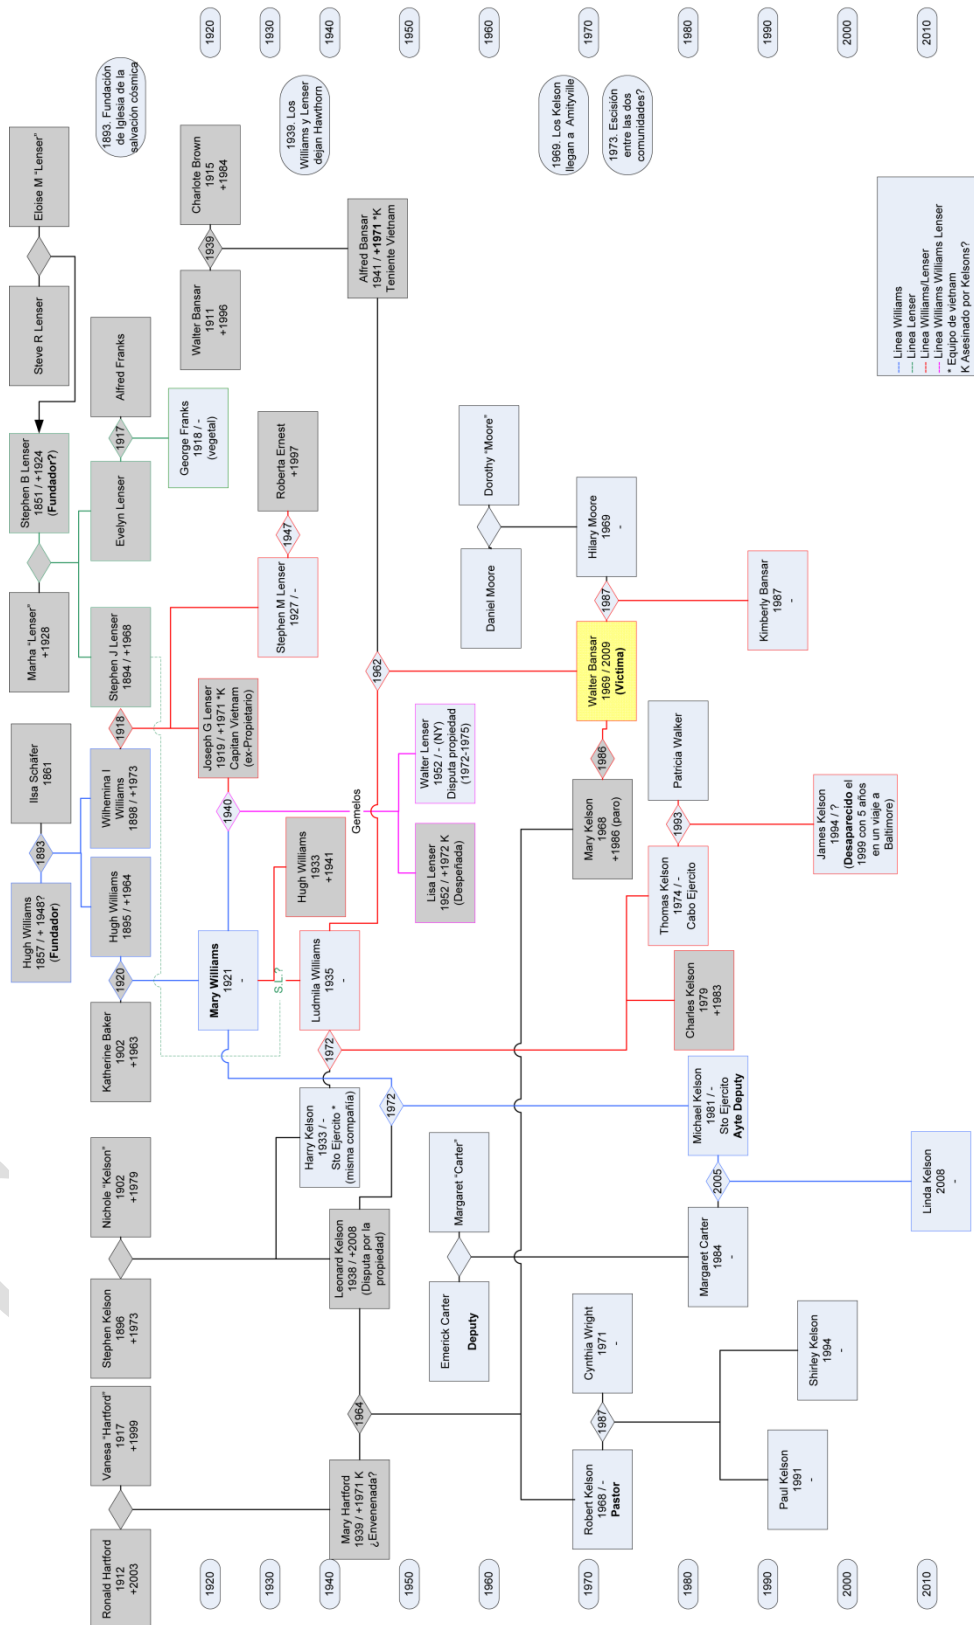 1920
1930
1940
1950
1960
1970
1980
1990
2000
2010
1893. Fundación
de Iglesia de la
salvación cósmica
1939. Los
Williams y Lenser
dejan Hawthorn
1969. Los Kelson
llegan a Amityville
1973. Escisión
entre las dos
comunidades?
Eloise M "Lenser"
Steve R Lenser
Stephen B Lenser
1851 / +1924
(Fundador?)
Marha "Lenser"
+1928
Alfred Franks
1917
Evelyn Lenser
George Franks
1918 / -
(vegetal)
Stephen J Lenser
1894 / +1968
1918
Wilhemina I
Williams
1898 / +1973
Ilsa Schäfer
1861
1893
Hugh Williams
1857 / + 1948?
(Fundador)
Hugh Williams
1895 / +1964
1920
Katherine Baker
1902
+1963
Charlote Brown
1915
+1984
1939
Walter Bansar
1911
+1996
Alfred Bansar
1941 / +1971 *K
Teniente Vietnam
Roberta Ernest
+1997
1947
Stephen M Lenser
1927 / -
Joseph G Lenser
1919 / +1971 *K
Capitan Vietnam
(ex-Propietario)
1940
Mary Williams
1921
-
Gemelos
Walter Lenser
1952 / - (NY)
Disputa propiedad
(1972-1975)
Lisa Lenser
1952 / +1972 K
(Despeñada)
Hugh Williams
1933
+1941
S.L.?
Ludmila Williams
1935
-
1962
1972
Harry Kelson
1933 / -
Sto Ejercito *
(misma compañía)
1972
Nichole "Kelson"
1902
+1979
Stephen Kelson
1896
+1973
Leonard Kelson
1938 / +2008
(Disputa por la
propiedad)
Vanesa "Hartford"
1917
+1999
Ronald Hartford
1912
+2003
1964
Mary Hartford
1939 / +1971 K
¿Envenenada?
Dorothy "Moore"
Daniel Moore
Hilary Moore
1969
-
1987
Walter Bansar
1969 / 2009
(Victima)
Kimberly Bansar
1987
-
1986
Mary Kelson
1968
+1986 (paro)
Patricia Walker
1993
Thomas Kelson
1974 / -
Cabo Ejercito
James Kelson
1994 / ?
(Desaparecido el
1999 con 5 años
en un viaje a
Baltimore)
Charles Kelson
1979
+1983
Michael Kelson
1981 / -
Sto Ejercito
Ayte Deputy
2005
Linda Kelson
2008
-
Margaret Carter
1984
-
Margaret "Carter"
Emerick Carter
Deputy
Cynthia Wright
1971
-
1987
Robert Kelson
1968 / -
Pastor
Shirley Kelson
1994
-
Paul Kelson
1991
-
--- Linea Williams
--- Linea Lenser
--- Linea Williams/Lenser
--- Linea Williams Williams Lenser
* Equipo de vietnam
K Asesinado por Kelsons?
1920
1930
1940
1950
1960
1970
1980
1990
2000
2010